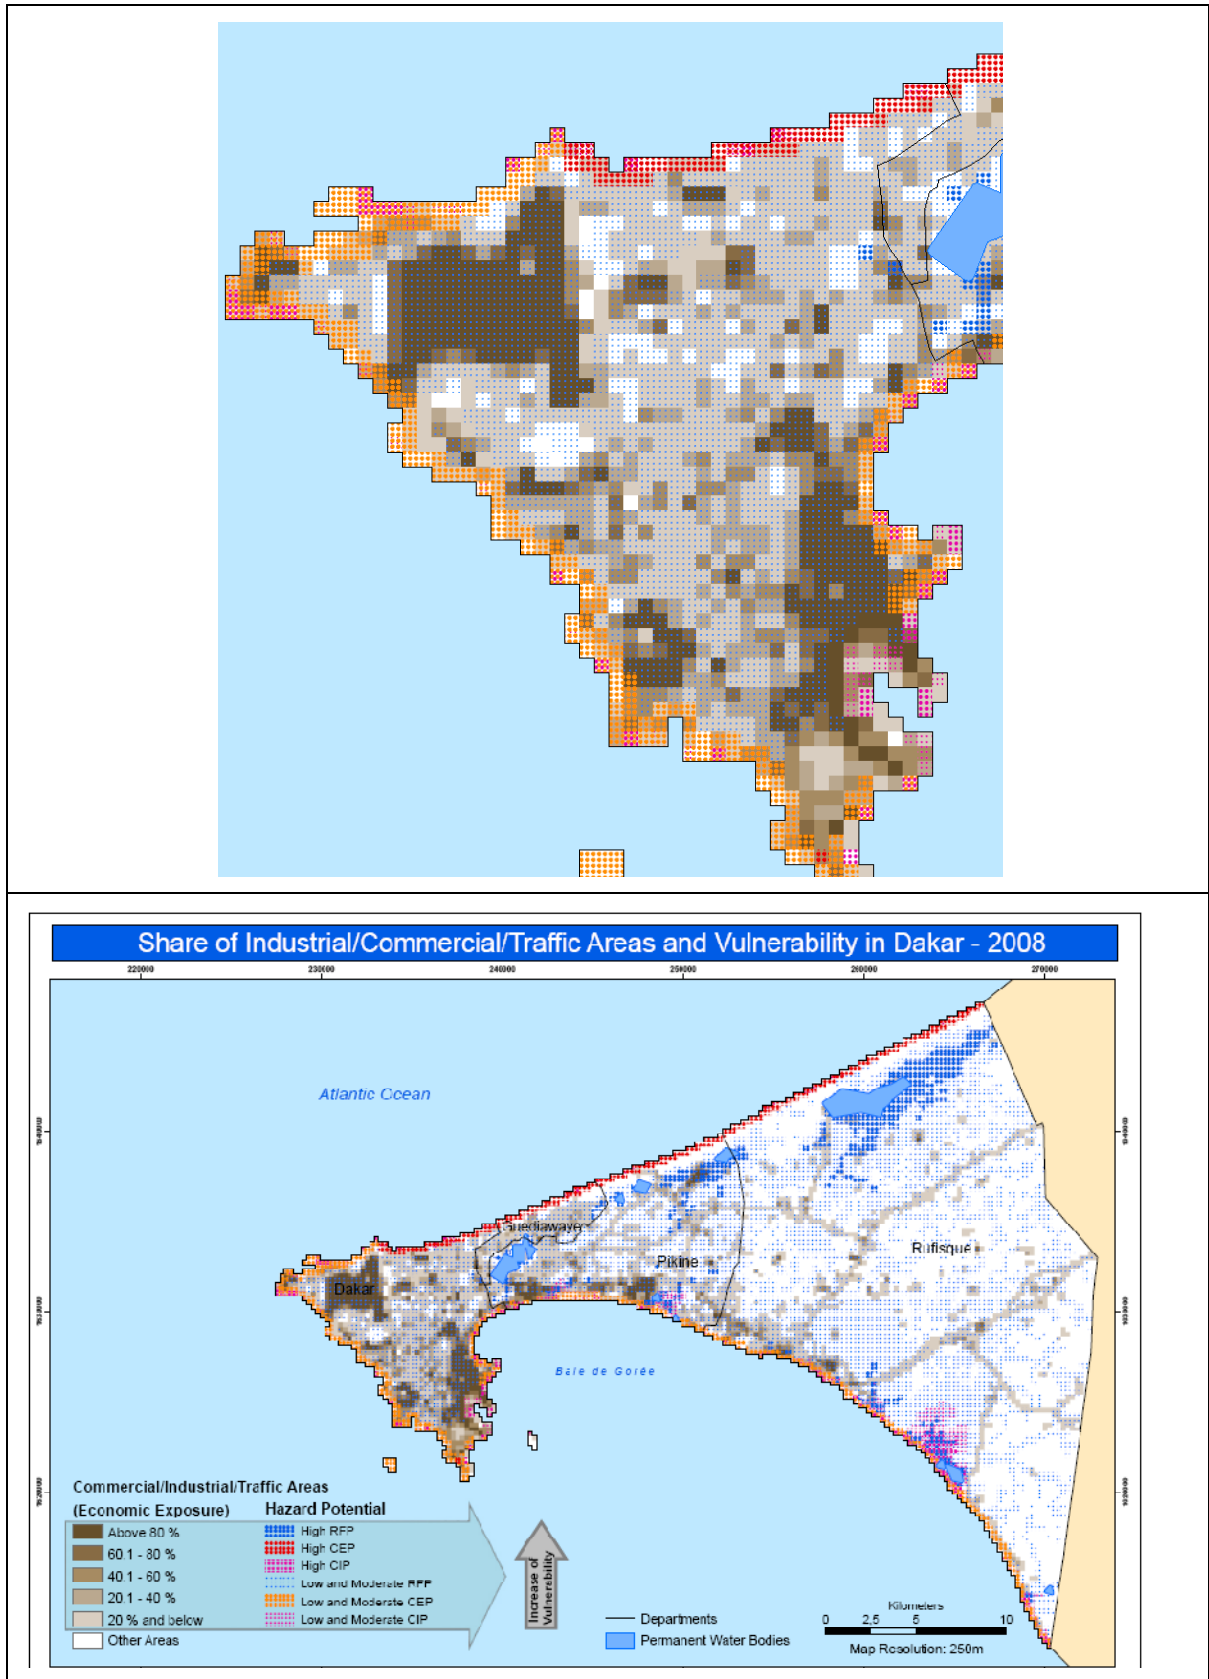 Share of Industrial/Commercial/Traffic Areas and Vulnerability in Dakar - 2008
220000 230000 240000 250000 260000 270000
Atlantic Ocean
Guediawaye
Pikine
Rufisque
Dakar
Baie de Gorée
Commercial/Industrial/Traffic Areas
(Economic Exposure) Hazard Potential
Above 80 % High RFP
60.1 - 80 % High CEP
40.1 - 60 % High CIP
20.1 - 40 % Low and Moderate RFP
20 % and below Low and Moderate CEP
Other Areas Low and Moderate CIP
Increase of
Vulnerability
Departments
Permanent Water Bodies
Kilometers
0 2,5 5 10
Map Resolution: 250m